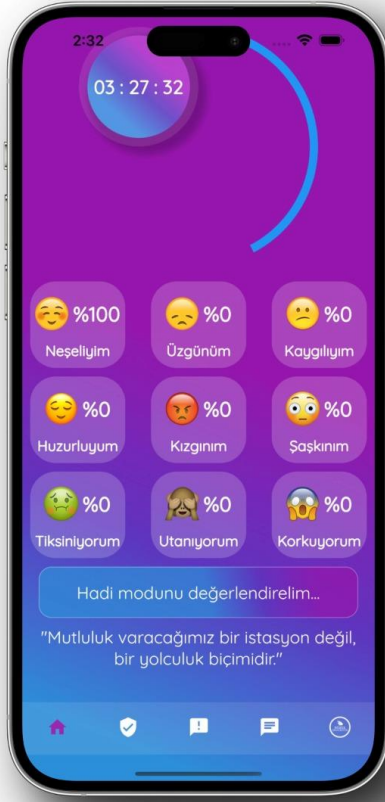 2:32
03 : 27 : 32
%100
%0
%0
Neşeliyim
Üzgünüm
Kaygılıyım
%0
%0
%0
Huzurluyum
Kızgınım
Şaşkınım
%0
%0
%0
Tiksiniyorum
Utanıyorum
Korkuyorum
Hadi modunu değerlendirelim...
"Mutluluk varacağımız bir istasyon değil,
bir yolculuk biçimidir."